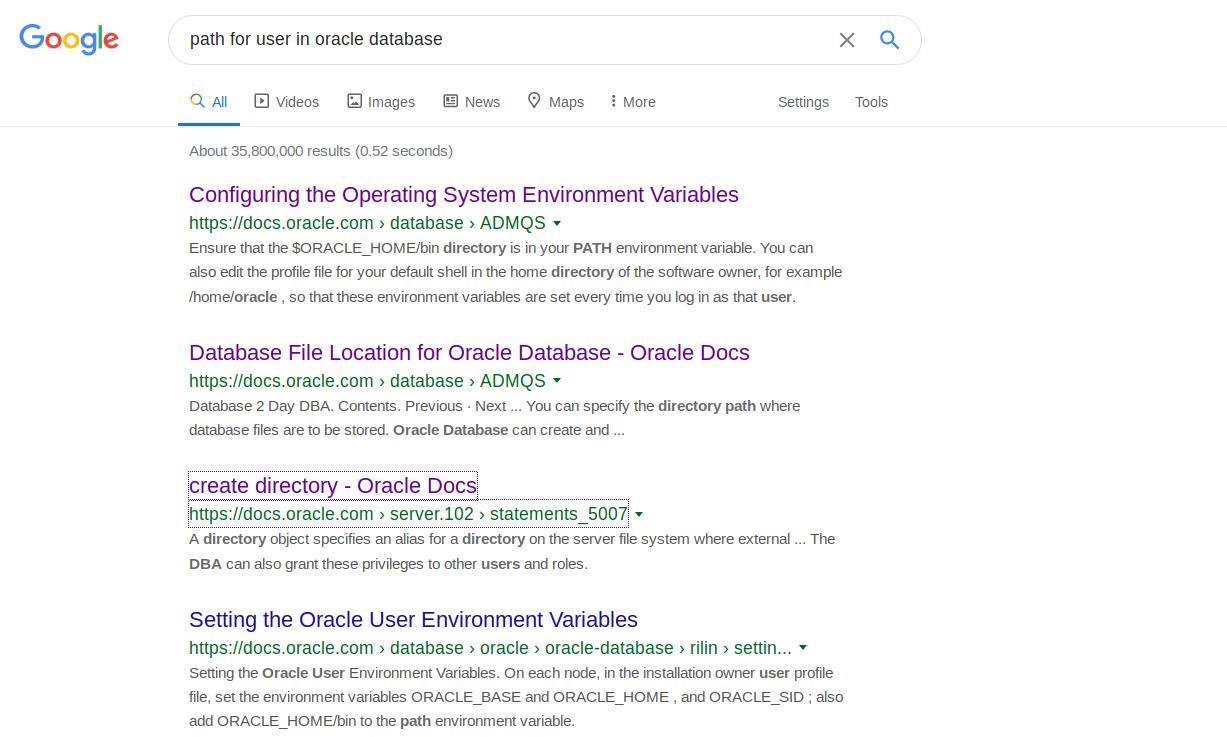 Google
path for user in oracle database
All
Videos
Images
News
Maps
More
Settings
Tools
About 35,800,000 results (0.52 seconds)
Configuring the Operating System Environment Variables
https://docs.oracle.com › database › ADMQS
Ensure that the $ORACLE_HOME/bin directory is in your PATH environment variable. You can
also edit the profile file for your default shell in the home directory of the software owner, for example
/home/oracle , so that these environment variables are set every time you log in as that user.
Database File Location for Oracle Database - Oracle Docs
https://docs.oracle.com › database › ADMQS
Database 2 Day DBA. Contents. Previous · Next ... You can specify the directory path where
database files are to be stored. Oracle Database can create and ...
create directory - Oracle Docs
https://docs.oracle.com › server.102 › statements_5007
A directory object specifies an alias for a directory on the server file system where external ... The
DBA can also grant these privileges to other users and roles.
Setting the Oracle User Environment Variables
https://docs.oracle.com › database › oracle › oracle-database › rilin › settin...
Setting the Oracle User Environment Variables. On each node, in the installation owner user profile
file, set the environment variables ORACLE_BASE and ORACLE_HOME , and ORACLE_SID ; also
add ORACLE_HOME/bin to the path environment variable.